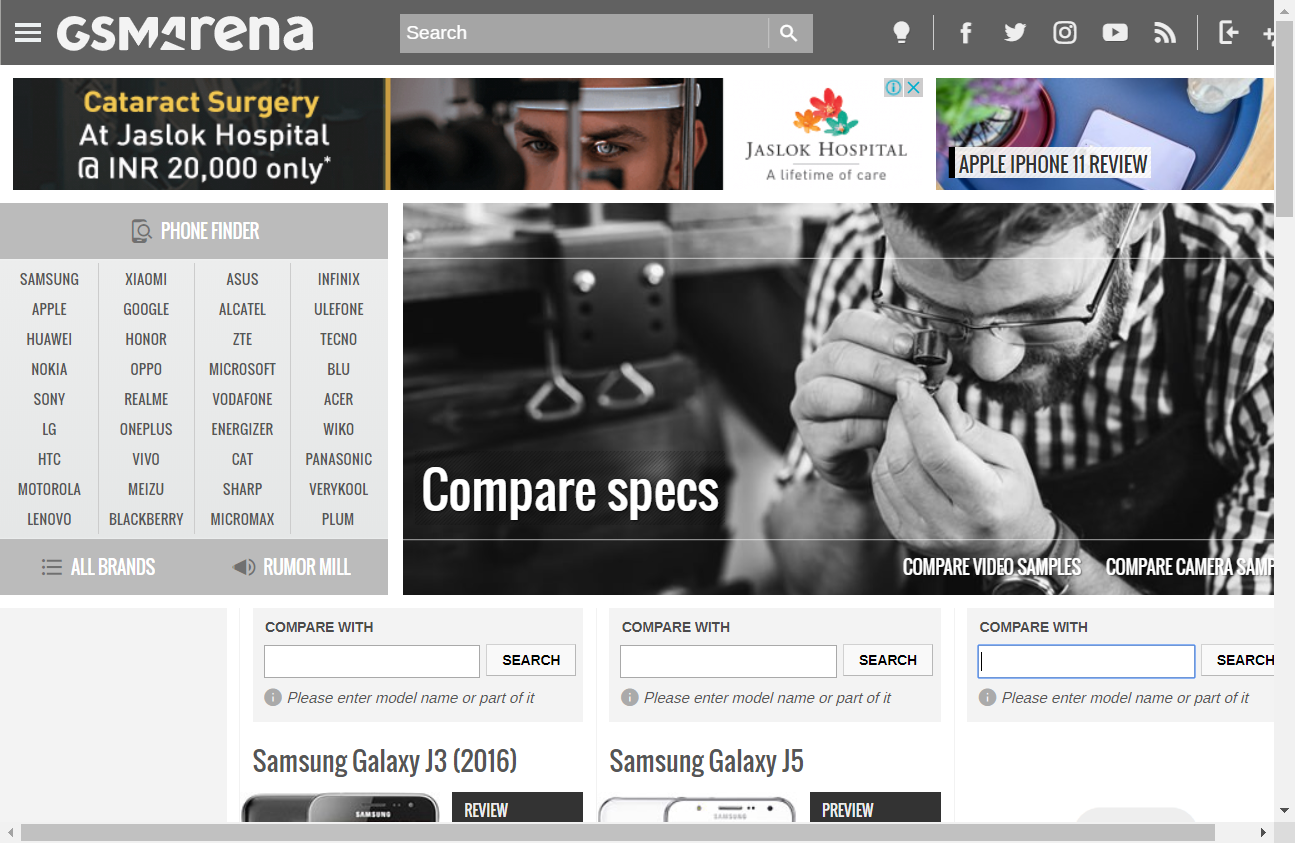 GSMArena
Search
Cataract Surgery
At Jaslok Hospital
@ INR 20,000 only*
JASLOK HOSPITAL
A lifetime of care
APPLE IPHONE 11 REVIEW
PHONE FINDER
SAMSUNG XIAOMI ASUS INFINIX
APPLE GOOGLE ALCATEL ULEFONE
HUAWEI HONOR ZTE TECNO
NOKIA OPPO MICROSOFT BLU
SONY REALME VODAFONE ACER
LG ONEPLUS ENERGIZER WIKO
HTC VIVO CAT PANASONIC
MOTOROLA MEIZU SHARP VERYKOOL
LENOVO BLACKBERRY MICROMAX PLUM
ALL BRANDS RUMOR MILL
Compare specs
COMPARE VIDEO SAMPLES COMPARE CAMERA SAMP
COMPARE WITH COMPARE WITH COMPARE WITH
SEARCH SEARCH SEARCH
Please enter model name or part of it Please enter model name or part of it Please enter model name or part of it
Samsung Galaxy J3 (2016) Samsung Galaxy J5
SAMSUNG REVIEW SAMSUNG PREVIEW